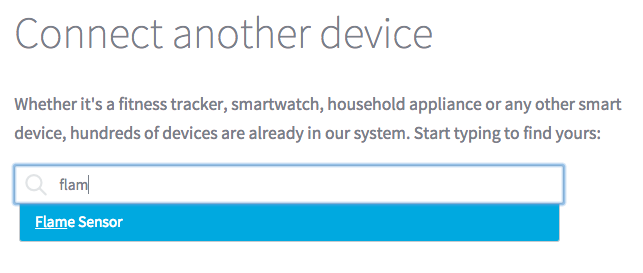 Connect another device
Whether it's a fitness tracker, smartwatch, household appliance or any other smart
device, hundreds of devices are already in our system. Start typing to find yours:
flam
Flame Sensor